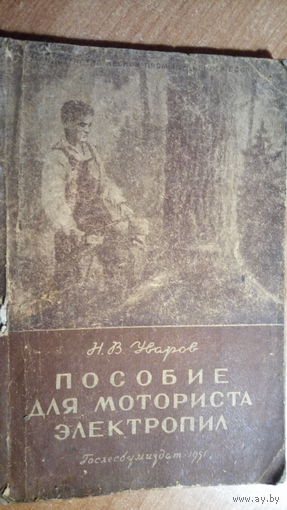 Н. В. Уваров
ПОСОБИЕ
ДЛЯ МОТОРИСТА
ЭЛЕКТРОПИЛ
Гослесбумиздат · 1951
www.ay.by